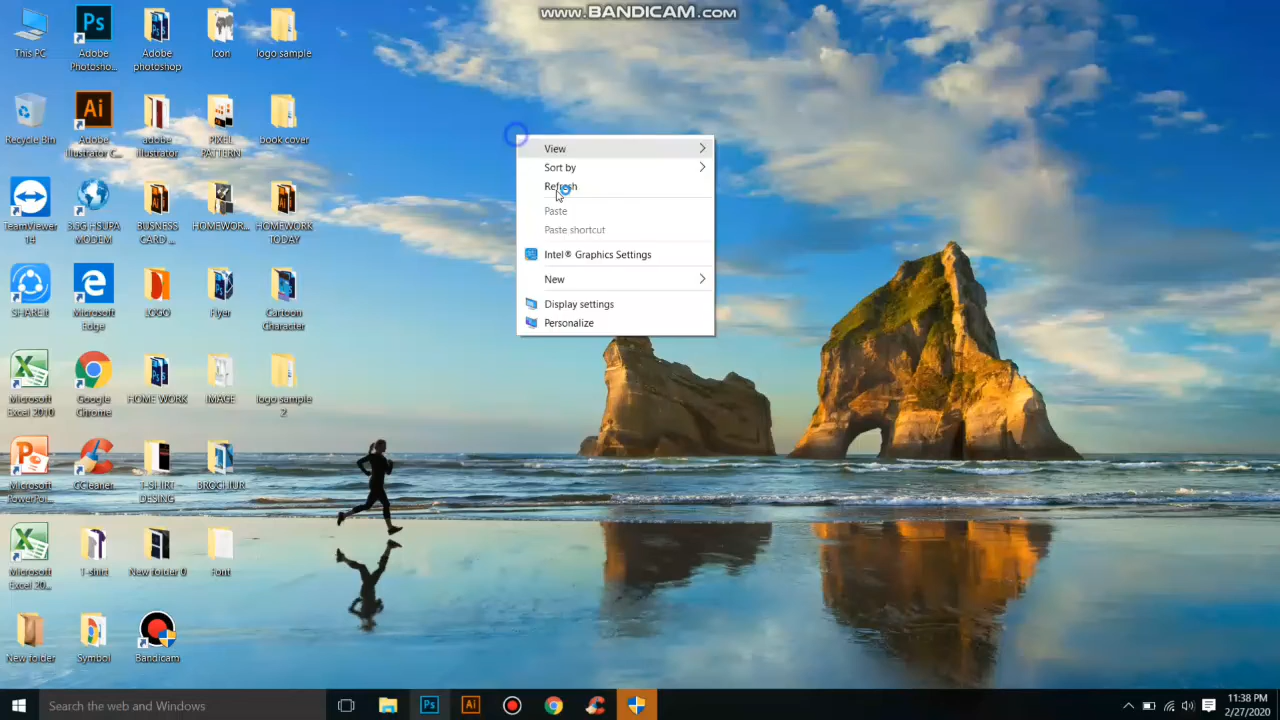 www.BANDICAM.com
This PC
Adobe
Photosho...
Adobe
photoshop
Icon
logo sample
Recycle Bin
Adobe
Illustrator C...
adobe
illustrator
PIXEL
PATTERN
book cover
TeamViewer
14
3.5G HSUPA
MODEM
BUSNESS
CARD ...
HOMEWOR...
HOMEWORK
TODAY
SHAREit
Microsoft
Edge
LOGO
Flyer
Cartoon
Character
Microsoft
Excel 2010
Google
Chrome
HOME WORK
IMAGE
logo sample
2
Microsoft
PowerPoi...
CCleaner
T-SHIRT
DESING
BROCHUR
Microsoft
Excel 20...
T-shirt
New folder 0
Font
New folder
Symbol
Bandicam
View
Sort by
Refresh
Paste
Paste shortcut
Intel® Graphics Settings
New
Display settings
Personalize
Search the web and Windows
11:38 PM
2/27/2020